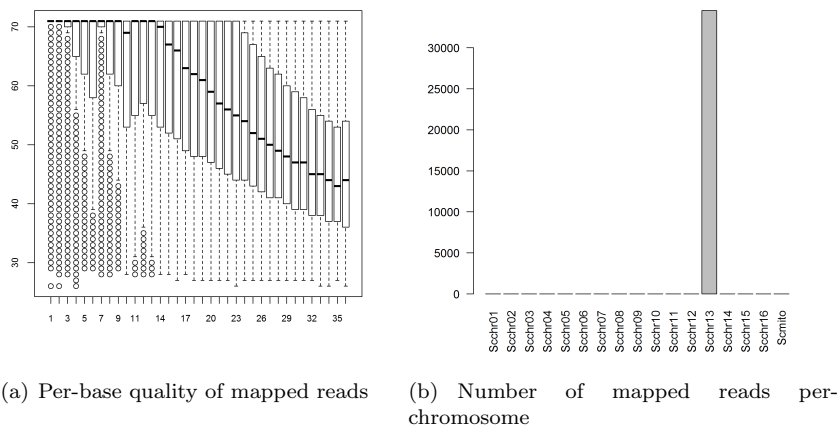 70
60
50
40
30
1 3 5 7 9 11 14 17 20 23 26 29 32 35
(a) Per-base quality of mapped reads
30000
25000
20000
15000
10000
5000
0
Scchr01
Scchr02
Scchr03
Scchr04
Scchr05
Scchr06
Scchr07
Scchr08
Scchr09
Scchr10
Scchr11
Scchr12
Scchr13
Scchr14
Scchr15
Scchr16
Scmito
(b) Number of mapped reads per-
chromosome